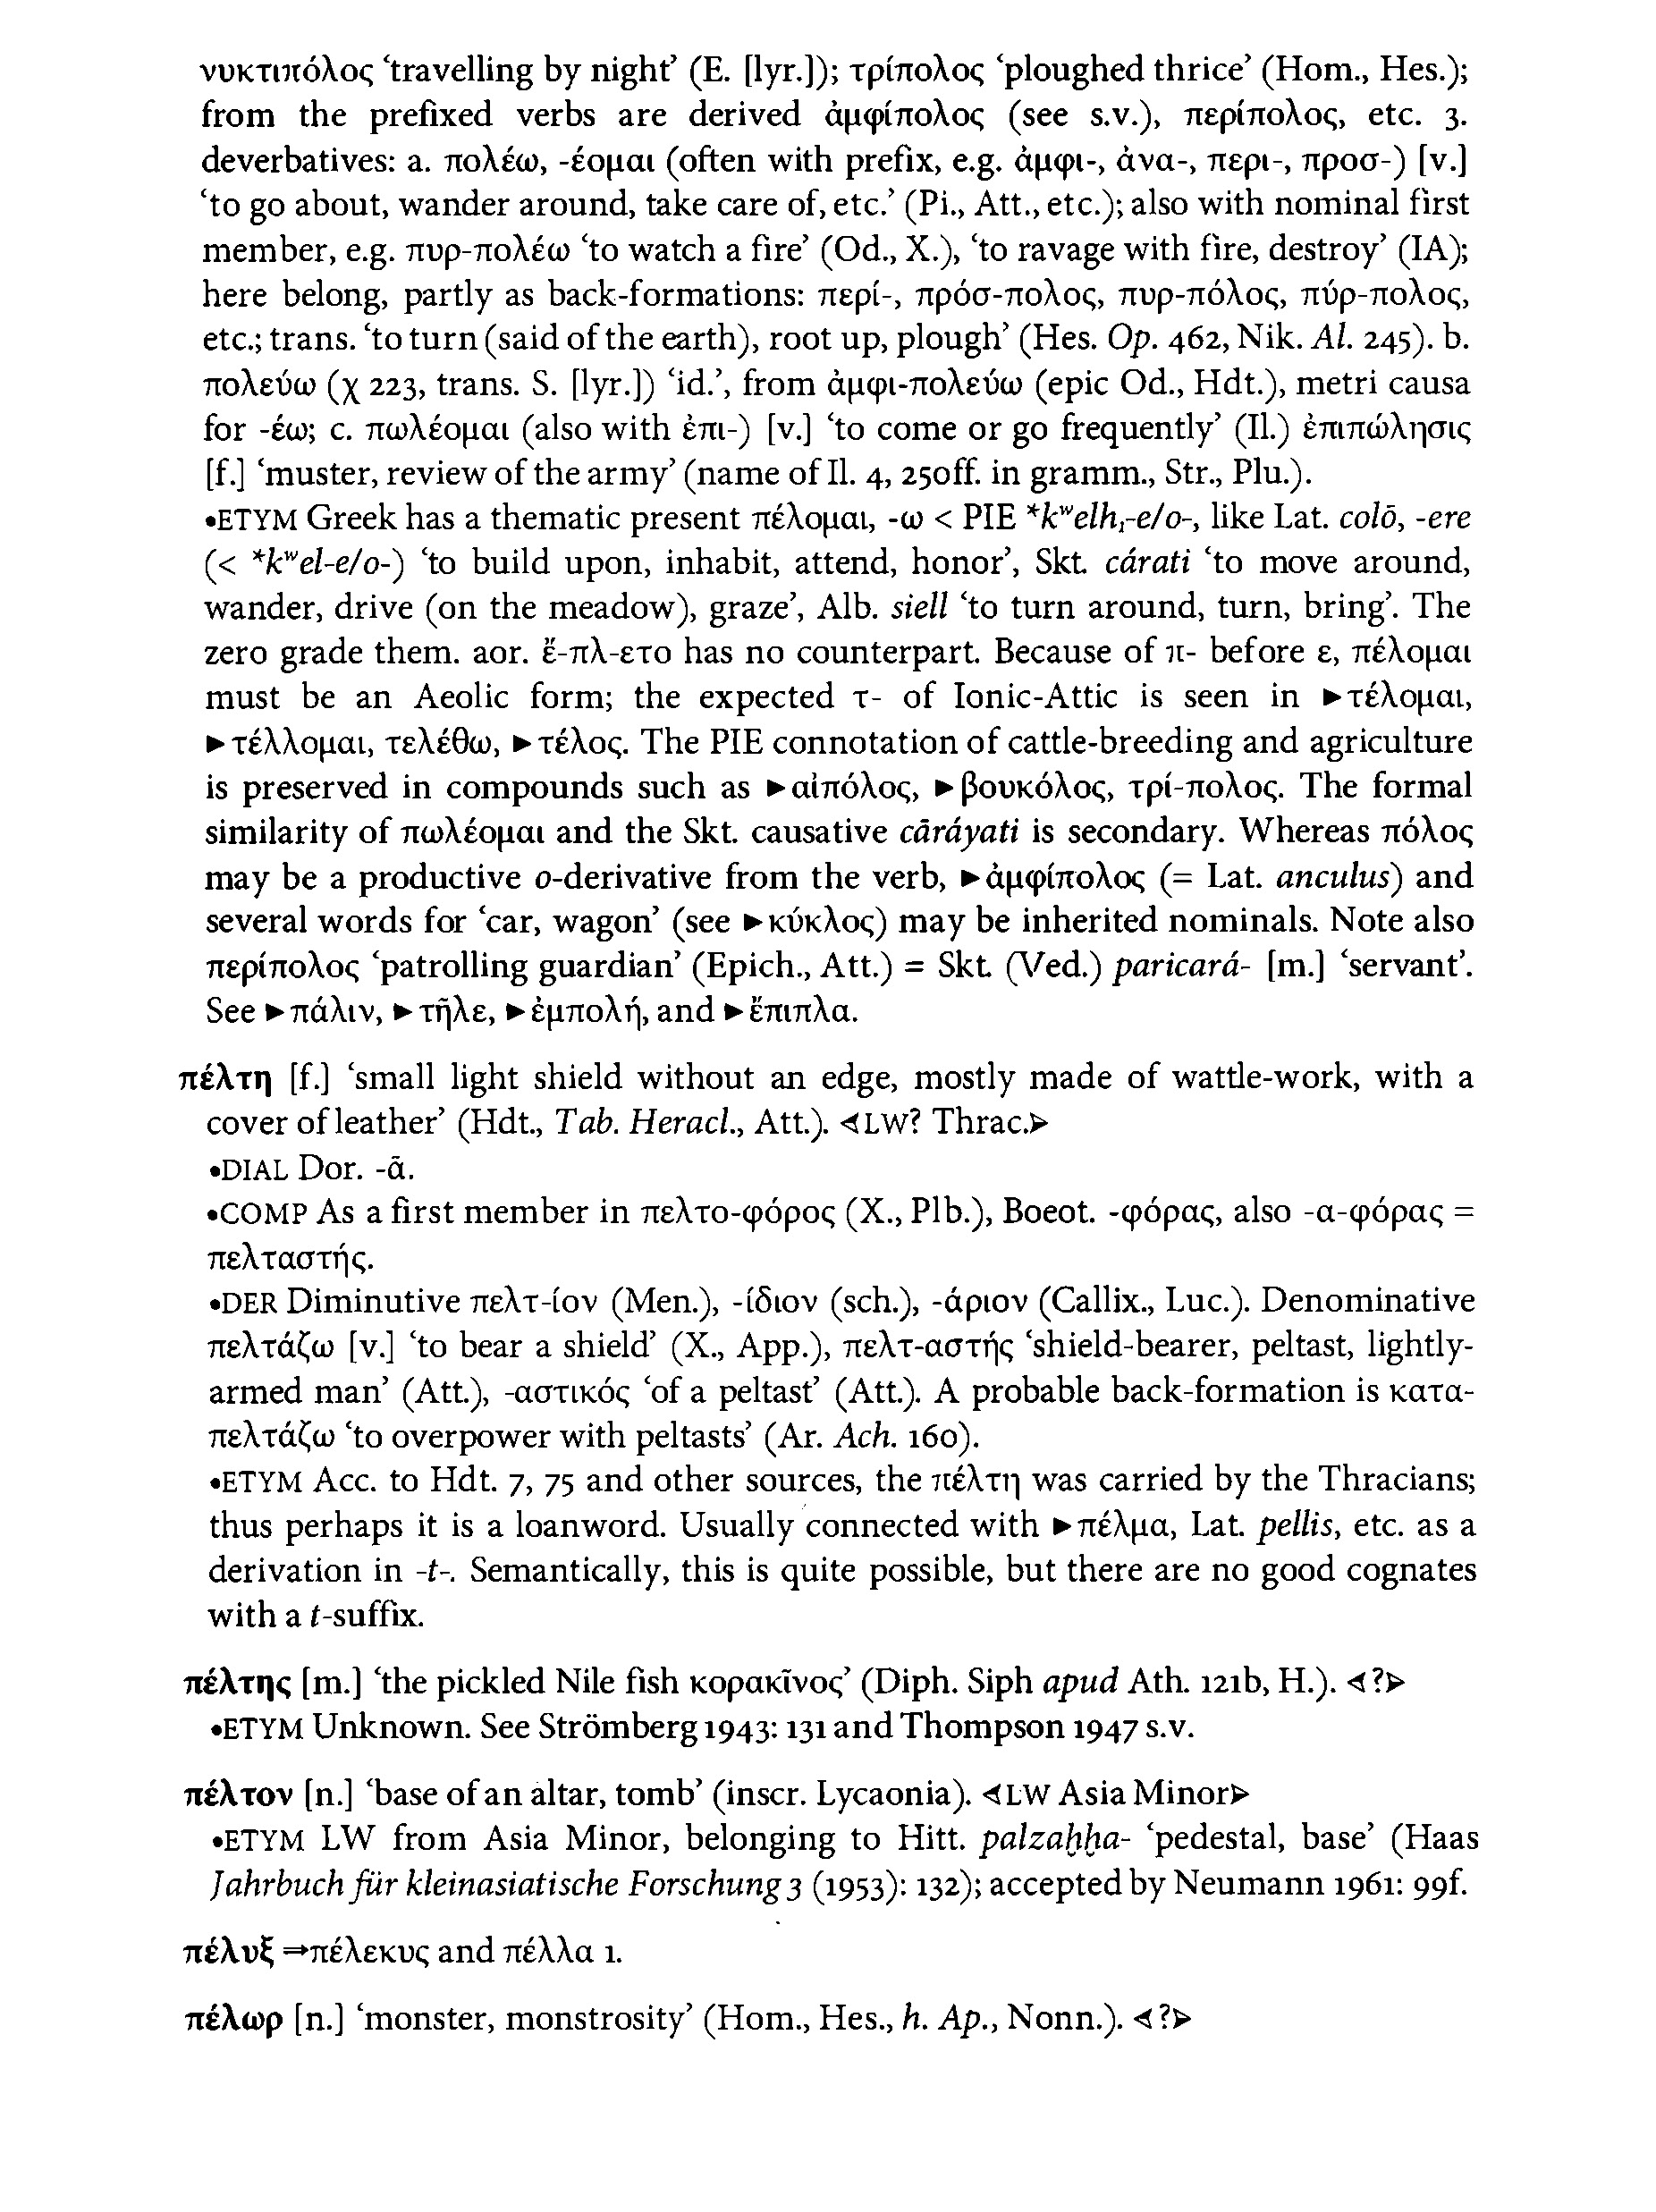 νυκτιπόλος ‘travelling by night’ (E. [lyr.]); τρίπολος ‘ploughed thrice’ (Hom., Hes.);
from the prefixed verbs are derived ἀμφίπολος (see s.v.), περίπολος, etc. 3.
deverbatives: a. πολέω, -έομαι (often with prefix, e.g. ἀμφι-, ἀνα-, περι-, προσ-) [v.]
‘to go about, wander around, take care of, etc.’ (Pi., Att., etc.); also with nominal first
member, e.g. πυρ-πολέω ‘to watch a fire’ (Od., X.), ‘to ravage with fire, destroy’ (IA);
here belong, partly as back-formations: περί-, πρόσ-πολος, πυρ-πόλος, πύρ-πολος,
etc.; trans. ‘to turn (said of the earth), root up, plough’ (Hes. Op. 462, Nik. Al. 245). b.
πολεύω (χ 223, trans. S. [lyr.]) ‘id.’, from ἀμφι-πολεύω (epic Od., Hdt.), metri causa
for -έω; c. πωλέομαι (also with ἐπι-) [v.] ‘to come or go frequently’ (Il.) ἐπιπώλησις
[f.] ‘muster, review of the army’ (name of Il. 4, 250ff. in gramm., Str., Plu.).
•ETYM Greek has a thematic present πέλομαι, -ω < PIE *kʷelh₁-e/o-, like Lat. colō, -ere
(< *kʷel-e/o-) ‘to build upon, inhabit, attend, honor’, Skt. cárati ‘to move around,
wander, drive (on the meadow), graze’, Alb. siell ‘to turn around, turn, bring’. The
zero grade them. aor. ἔ-πλ-ετο has no counterpart. Because of π- before ε, πέλομαι
must be an Aeolic form; the expected τ- of Ionic-Attic is seen in ►τέλομαι,
►τέλλομαι, τελέθω, ►τέλος. The PIE connotation of cattle-breeding and agriculture
is preserved in compounds such as ►αἰπόλος, ►βουκόλος, τρί-πολος. The formal
similarity of πωλέομαι and the Skt. causative cāráyati is secondary. Whereas πόλος
may be a productive o-derivative from the verb, ►ἀμφίπολος (= Lat. anculus) and
several words for ‘car, wagon’ (see ►κύκλος) may be inherited nominals. Note also
περίπολος ‘patrolling guardian’ (Epich., Att.) = Skt. (Ved.) paricará- [m.] ‘servant’.
See ►πάλιν, ►τῆλε, ►ἐμπολή, and ►ἔπιπλα.
πέλτη [f.] ‘small light shield without an edge, mostly made of wattle-work, with a
cover of leather’ (Hdt., Tab. Heracl., Att.). ⊲LW? Thrac.⊳
•DIAL Dor. -ᾱ.
•COMP As a first member in πελτο-φόρος (X., Plb.), Boeot. -φόρας, also -α-φόρας =
πελταστής.
•DER Diminutive πελτ-ίον (Men.), -ίδιον (sch.), -άριον (Callix., Luc.). Denominative
πελτάζω [v.] ‘to bear a shield’ (X., App.), πελτ-αστής ‘shield-bearer, peltast, lightly-
armed man’ (Att.), -αστικός ‘of a peltast’ (Att.). A probable back-formation is κατα-
πελτάζω ‘to overpower with peltasts’ (Ar. Ach. 160).
•ETYM Acc. to Hdt. 7, 75 and other sources, the πέλτη was carried by the Thracians;
thus perhaps it is a loanword. Usually connected with ►πέλμα, Lat. pellis, etc. as a
derivation in -t-. Semantically, this is quite possible, but there are no good cognates
with a t-suffix.
πέλτης [m.] ‘the pickled Nile fish κορακῖνος’ (Diph. Siph apud Ath. 121b, H.). ⊲?⊳
•ETYM Unknown. See Strömberg 1943: 131 and Thompson 1947 s.v.
πέλτον [n.] ‘base of an altar, tomb’ (inscr. Lycaonia). ⊲LW Asia Minor⊳
•ETYM LW from Asia Minor, belonging to Hitt. palzaḫḫa- ‘pedestal, base’ (Haas
Jahrbuch für kleinasiatische Forschung 3 (1953): 132); accepted by Neumann 1961: 99f.
πέλυξ ⇒πέλεκυς and πέλλα 1.
πέλωρ [n.] ‘monster, monstrosity’ (Hom., Hes., h. Ap., Nonn.). ⊲?⊳